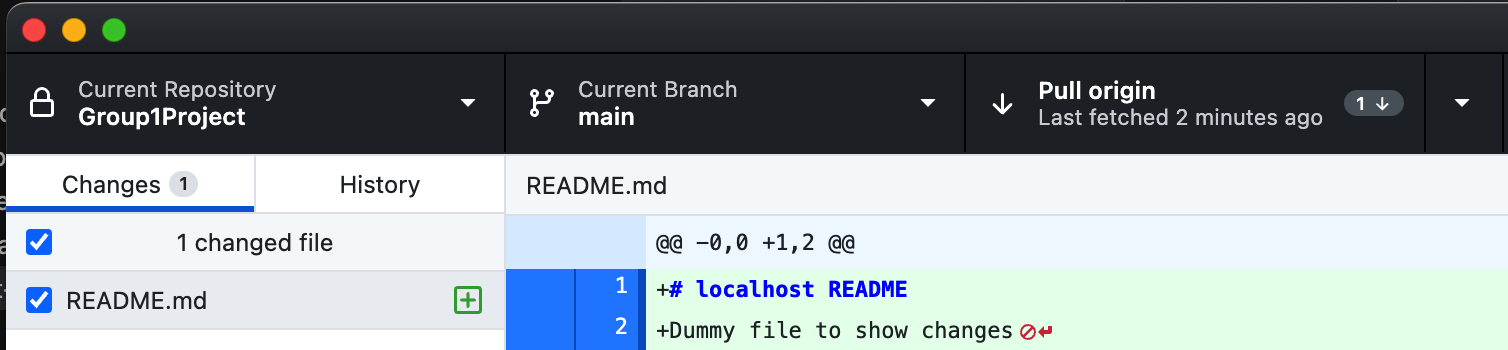 Current Repository
Group1Project
Current Branch
main
Pull origin
Last fetched 2 minutes ago
1
Changes 1
History
README.md
1 changed file
@@ -0,0 +1,2 @@
README.md
1 +# localhost README
2 +Dummy file to show changes